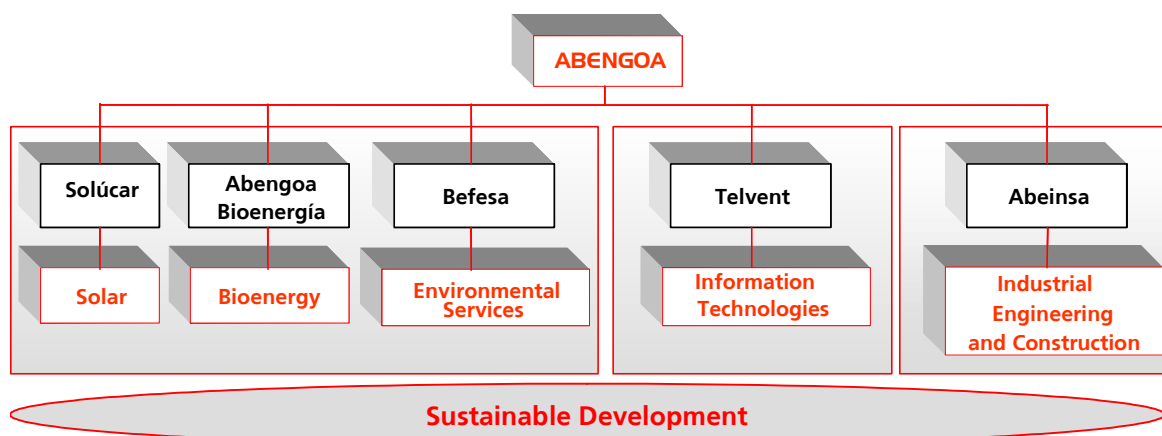 ABENGOA
Solúcar
Abengoa
Bioenergía
Befesa
Telvent
Abeinsa
Solar
Bioenergy
Environmental
Services
Information
Technologies
Industrial
Engineering
and Construction
Sustainable Development